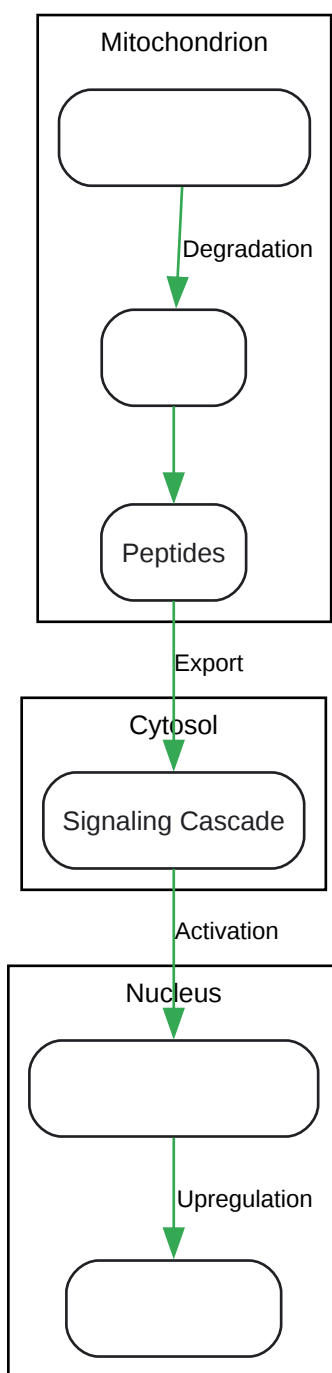 Mitochondrion
Degradation
Peptides
Export
Cytosol
Signaling Cascade
Activation
Nucleus
Upregulation